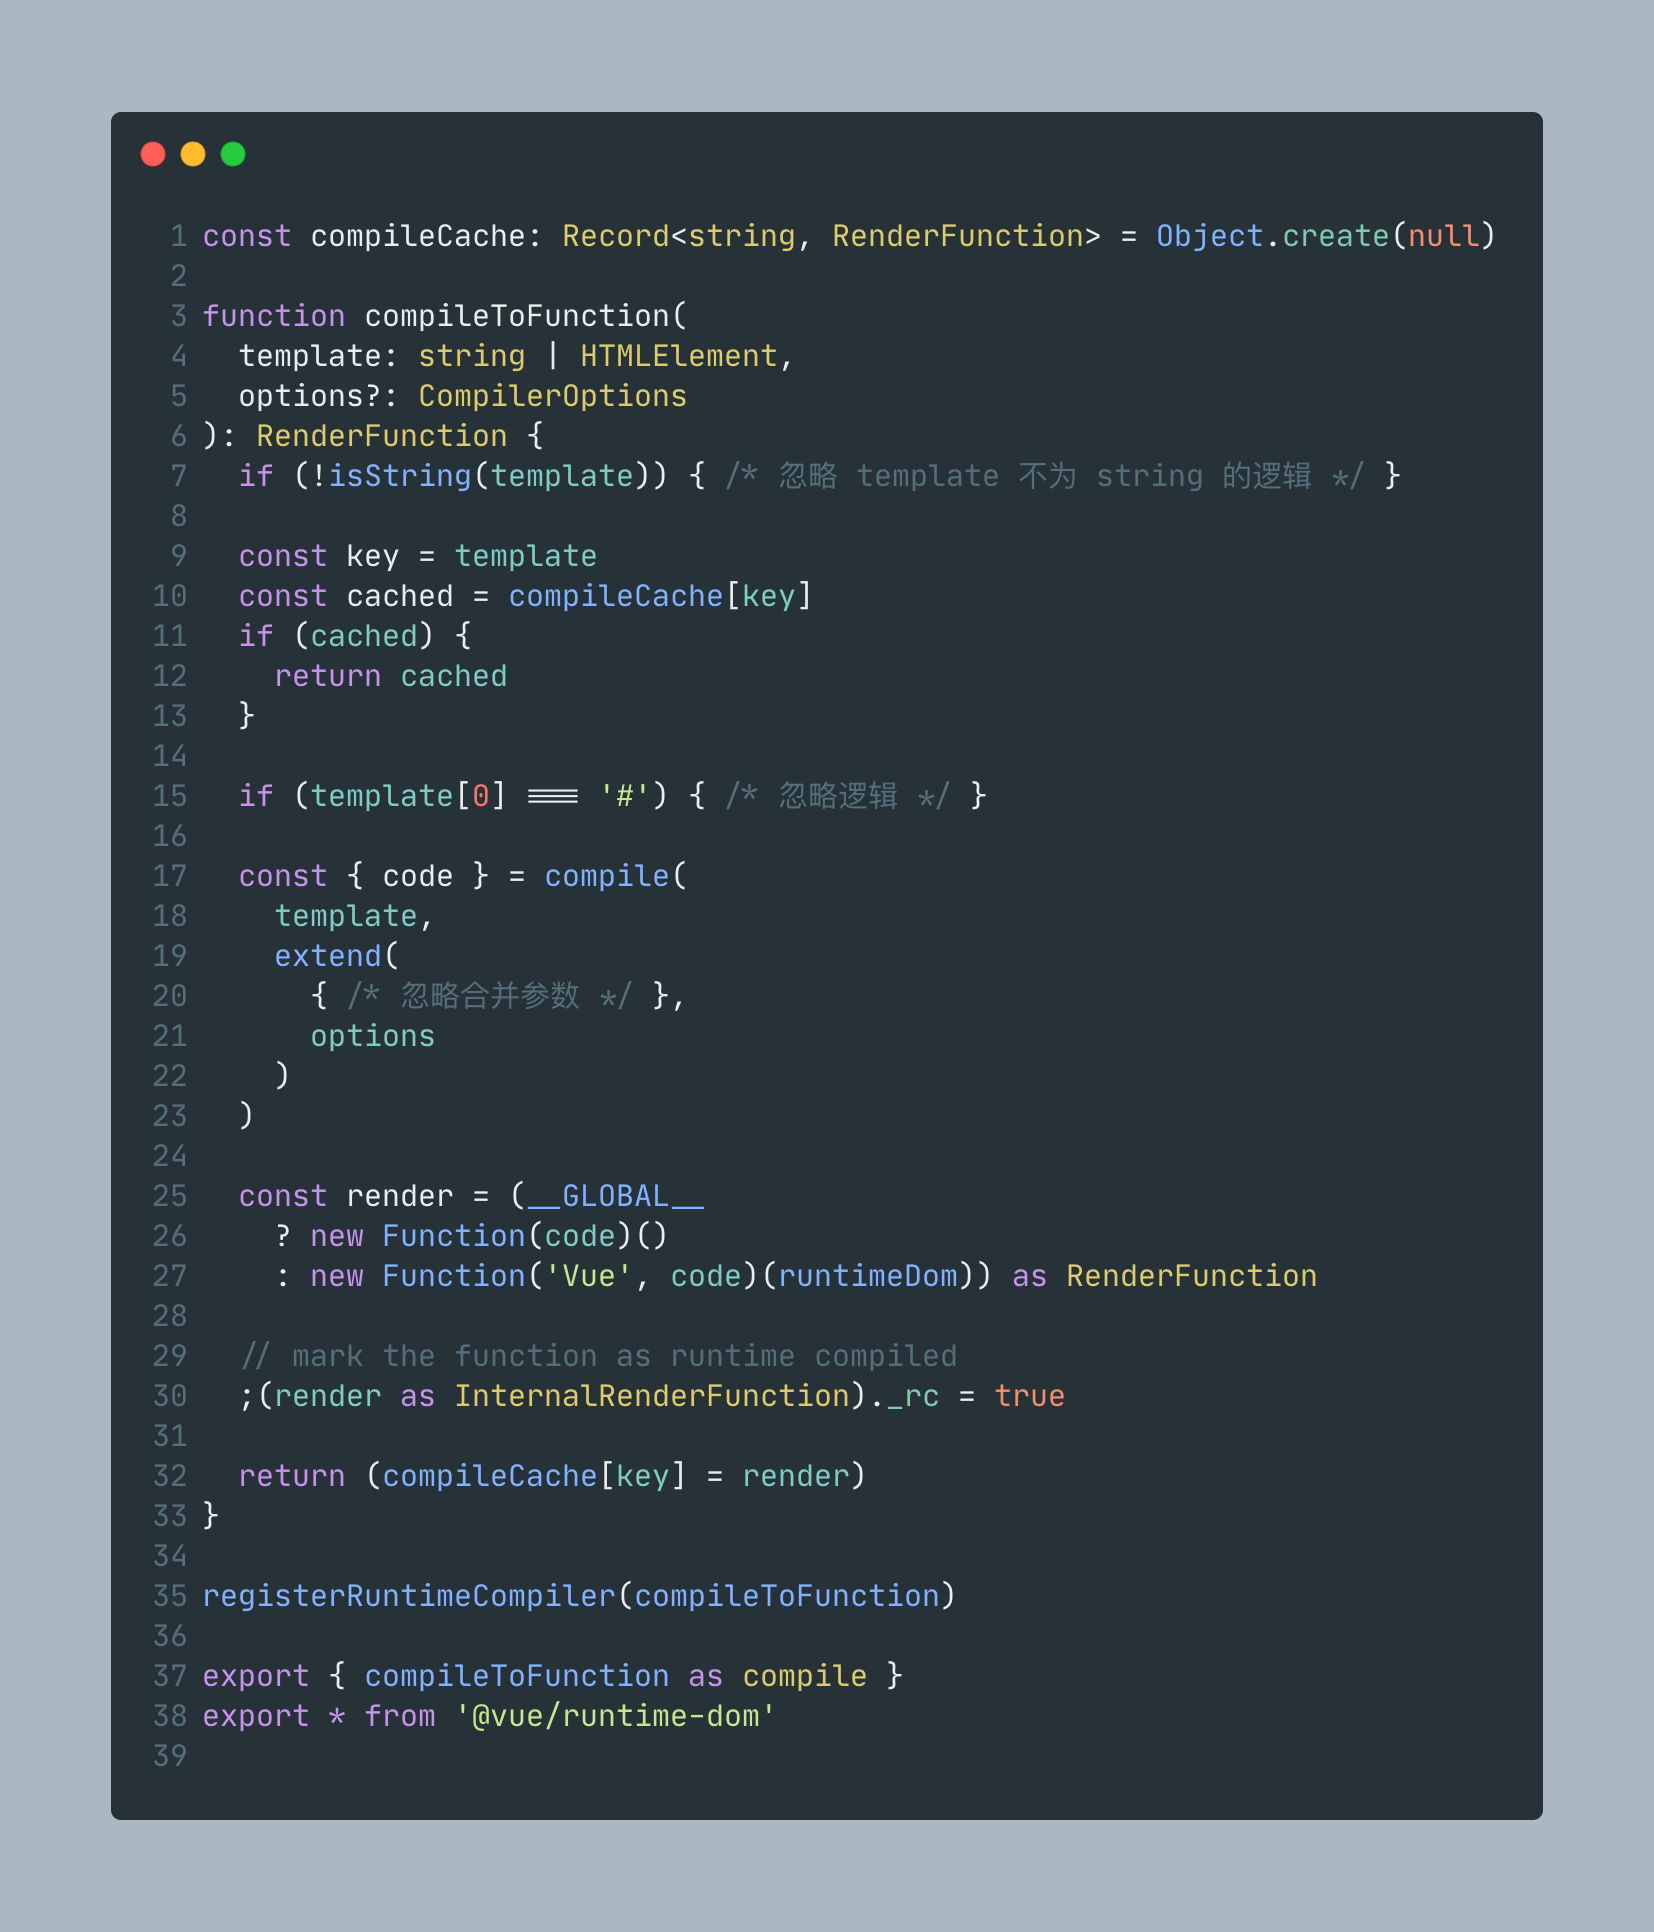 1 const compileCache: Record<string, RenderFunction> = Object.create(null)
2
3 function compileToFunction(
4   template: string | HTMLElement,
5   options?: CompilerOptions
6 ): RenderFunction {
7   if (!isString(template)) { /* 忽略 template 不为 string 的逻辑 */ }
8
9   const key = template
10   const cached = compileCache[key]
11   if (cached) {
12     return cached
13   }
14
15   if (template[0] === '#') { /* 忽略逻辑 */ }
16
17   const { code } = compile(
18     template,
19     extend(
20       { /* 忽略合并参数 */ },
21       options
22     )
23   )
24
25   const render = (__GLOBAL__
26     ? new Function(code)()
27     : new Function('Vue', code)(runtimeDom)) as RenderFunction
28
29   // mark the function as runtime compiled
30   ;(render as InternalRenderFunction)._rc = true
31
32   return (compileCache[key] = render)
33 }
34
35 registerRuntimeCompiler(compileToFunction)
36
37 export { compileToFunction as compile }
38 export * from '@vue/runtime-dom'
39